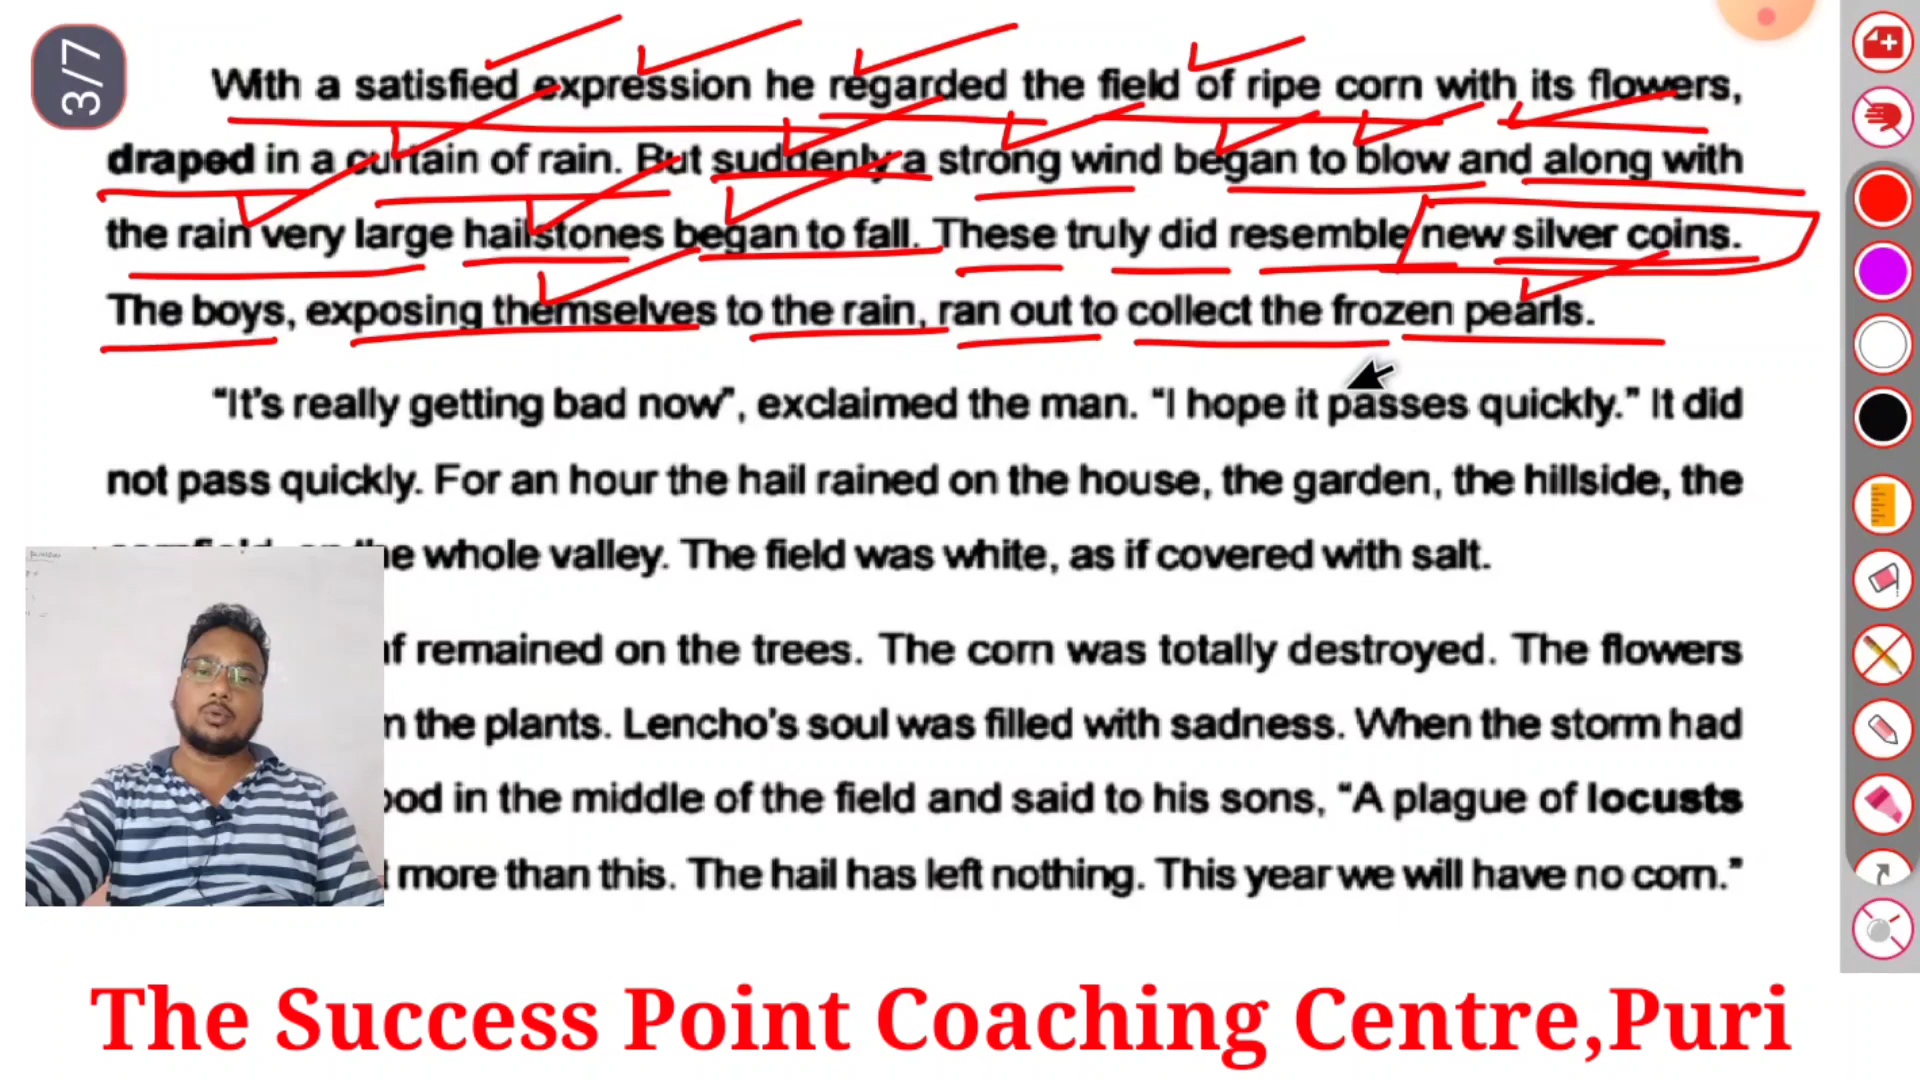 3/7
With a satisfied expression he regarded the field of ripe corn with its flowers,
draped in a curtain of rain. But suddenly a strong wind began to blow and along with
the rain very large hailstones began to fall. These truly did resemble new silver coins.
The boys, exposing themselves to the rain, ran out to collect the frozen pearls.
“It’s really getting bad now”, exclaimed the man. “I hope it passes quickly.” It did
not pass quickly. For an hour the hail rained on the house, the garden, the hillside, the
whole valley. The field was white, as if covered with salt.
remained on the trees. The corn was totally destroyed. The flowers
the plants. Lencho’s soul was filled with sadness. When the storm had
in the middle of the field and said to his sons, “A plague of locusts
more than this. The hail has left nothing. This year we will have no corn.”
The Success Point Coaching Centre,Puri